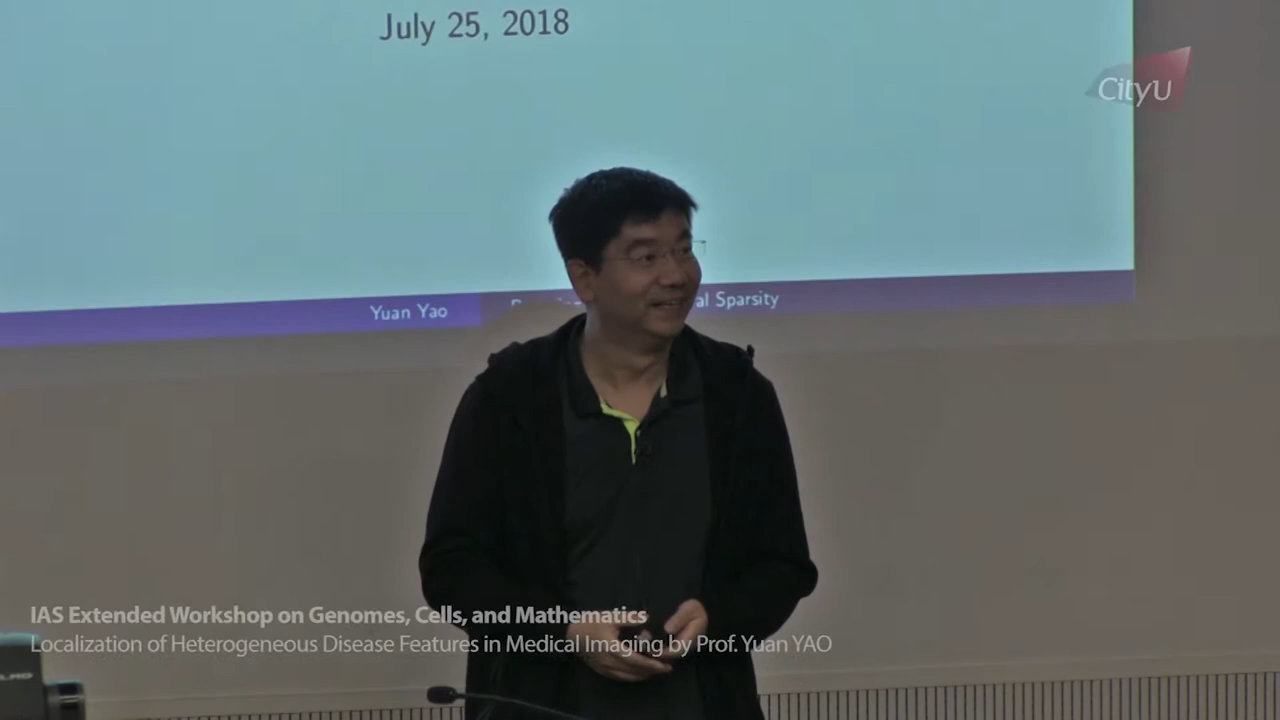 July 25, 2018
CityU
Yuan Yao
al Sparsity
IAS Extended Workshop on Genomes, Cells, and Mathematics
Localization of Heterogeneous Disease Features in Medical Imaging by Prof. Yuan YAO